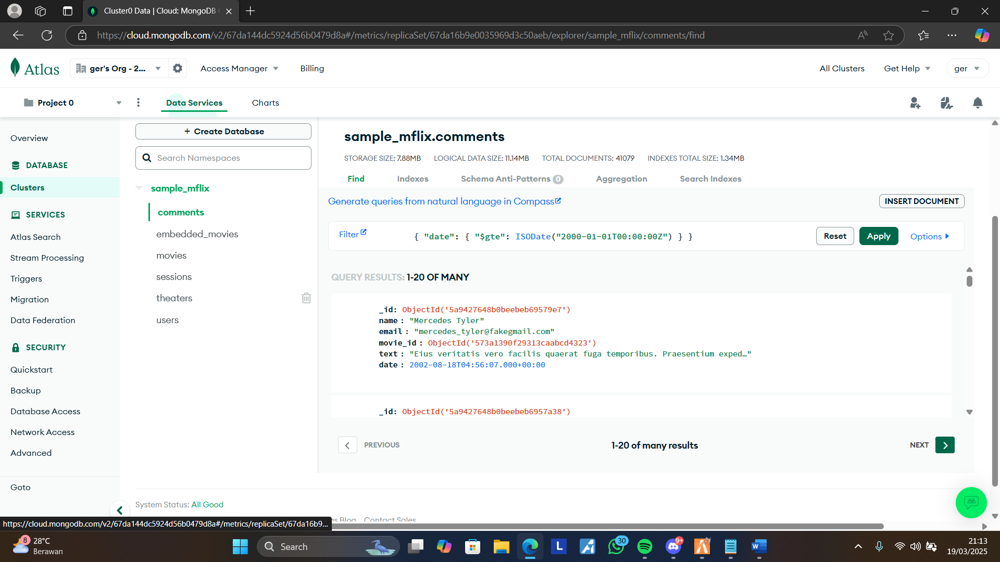 Cluster0 Data | Cloud: MongoDB
https://cloud.mongodb.com/v2/67da144dc5924d56b0479d8a#/metrics/replicaSet/67da16b9e0035969d3c50aeb/explorer/sample_mflix/comments/find
Atlas
ger's Org - 2...
Access Manager
Billing
All Clusters
Get Help
ger
Project 0
Data Services
Charts
Overview
DATABASE
Clusters
SERVICES
Atlas Search
Stream Processing
Triggers
Migration
Data Federation
SECURITY
Quickstart
Backup
Database Access
Network Access
Advanced
Goto
+ Create Database
Search Namespaces
sample_mflix
comments
embedded_movies
movies
sessions
theaters
users
sample_mflix.comments
STORAGE SIZE: 7.88MB LOGICAL DATA SIZE: 11.14MB TOTAL DOCUMENTS: 41079 INDEXES TOTAL SIZE: 1.34MB
Find Indexes Schema Anti-Patterns 0 Aggregation Search Indexes
Generate queries from natural language in Compass
INSERT DOCUMENT
Filter
{ "date": { "$gte": ISODate("2000-01-01T00:00:00Z") } }
Reset
Apply
Options
QUERY RESULTS: 1-20 OF MANY
_id: ObjectId('5a9427648b0beebeb69579e7')
name : "Mercedes Tyler"
email : "mercedes_tyler@fakegmail.com"
movie_id : ObjectId('573a1390f29313caabcd4323')
text : "Eius veritatis vero facilis quaerat fuga temporibus. Praesentium exped…"
date : 2002-08-18T04:56:07.000+00:00
_id: ObjectId('5a9427648b0beebeb6957a38')
PREVIOUS
1-20 of many results
NEXT
System Status: All Good
Blog Contact Sales
https://cloud.mongodb.com/v2/67da144dc5924d56b0479d8a#/metrics/replicaSet/67da16b9...
8
28°C
Berawan
Search
L
30
9+
W
21:13
19/03/2025